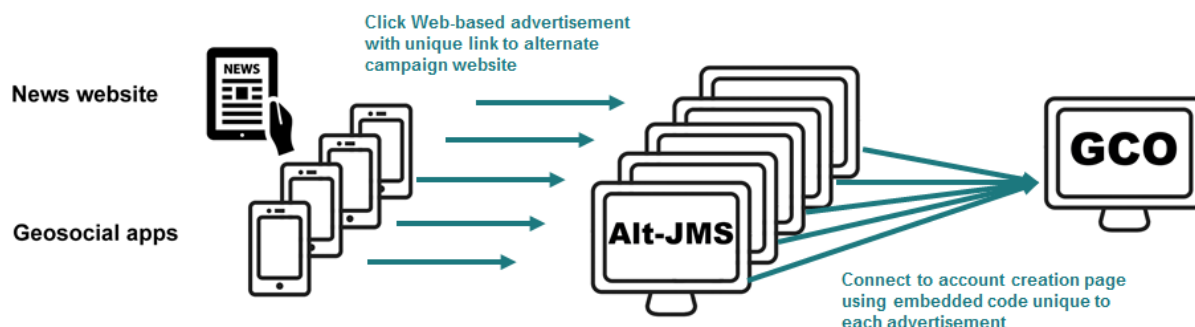 Click Web-based advertisement
with unique link to alternate
campaign website
NEWS
News website
GCO
Geosocial apps
Alt-JMS
Connect to account creation page
using embedded code unique to
each advertisement